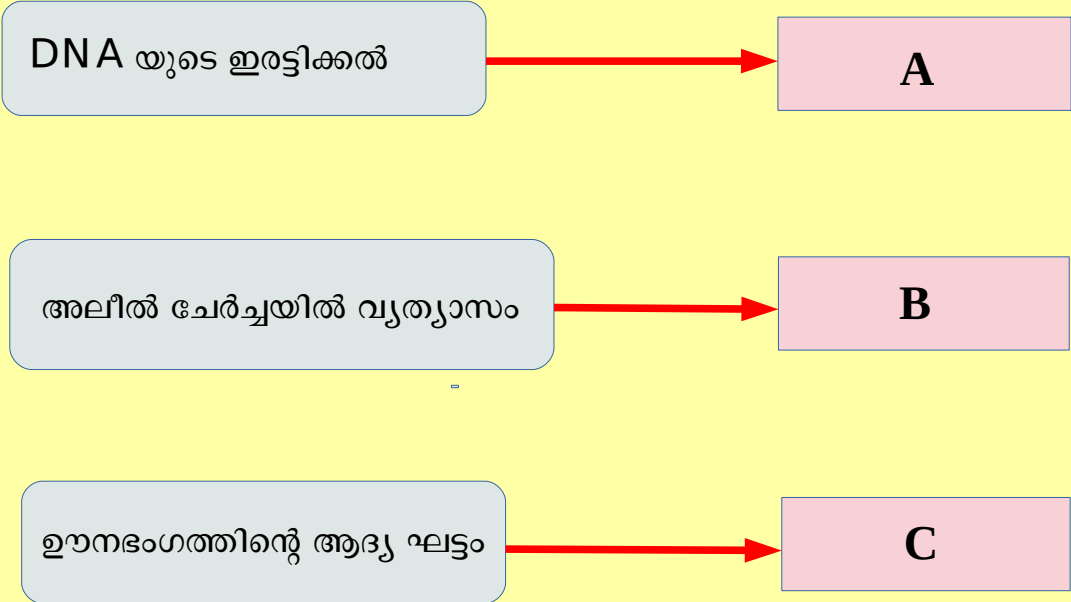 DNA യുടെ ഇരട്ടിക്കൽ
A
അലീൽ ചേർച്ചയിൽ വ്യത്യാസം
B
ഊനഭംഗത്തിന്റെ ആദ്യ ഘട്ടം
C